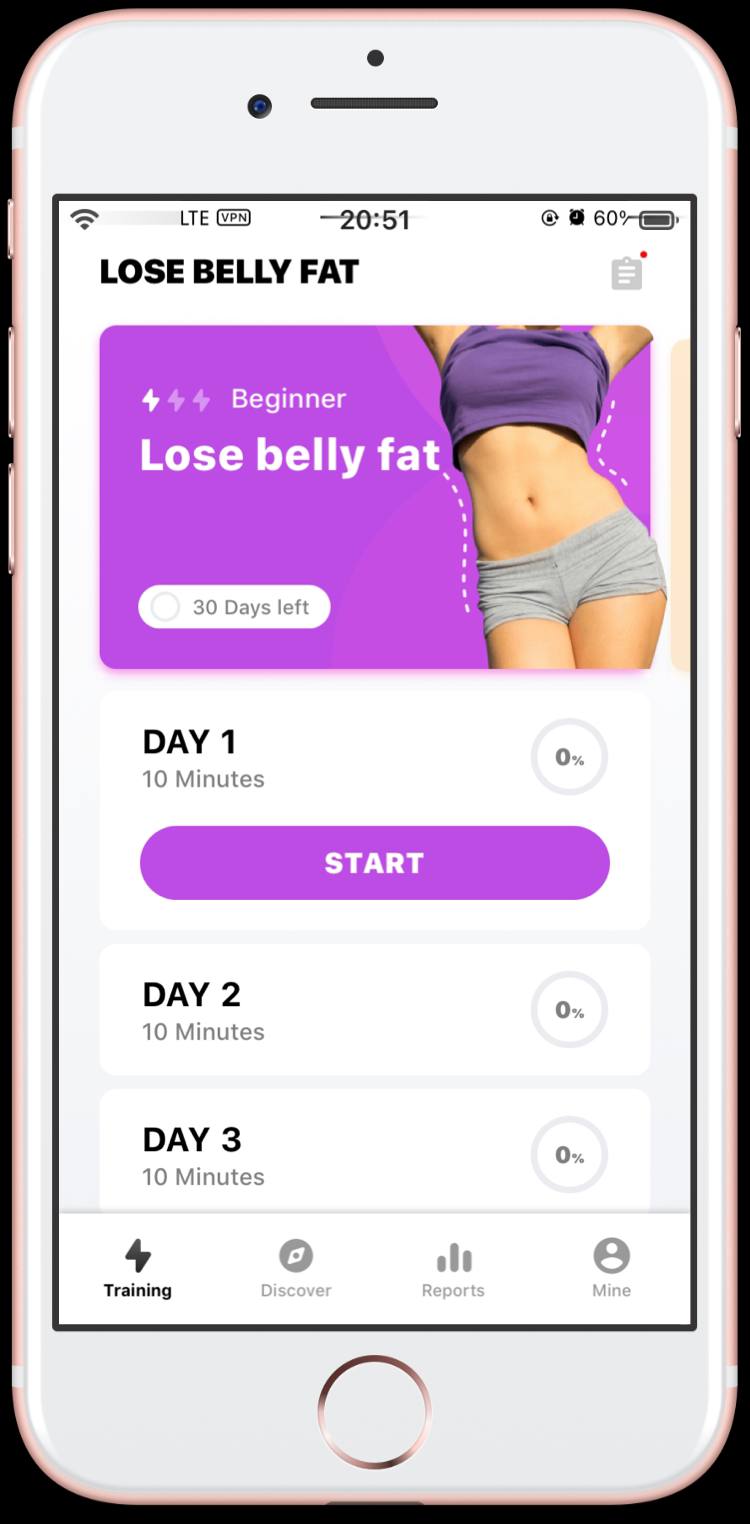 LTE VPN 20:51 60%
LOSE BELLY FAT
Beginner
Lose belly fat
30 Days left
DAY 1
10 Minutes
0%
START
DAY 2
10 Minutes
0%
DAY 3
10 Minutes
0%
Training Discover Reports Mine